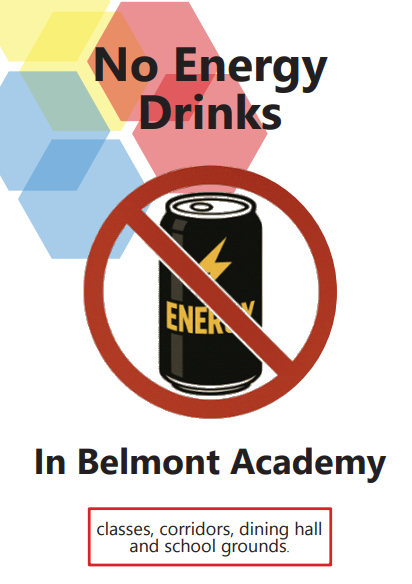 No Energy
Drinks
ENERGY
In Belmont Academy
classes, corridors, dining hall
and school grounds.